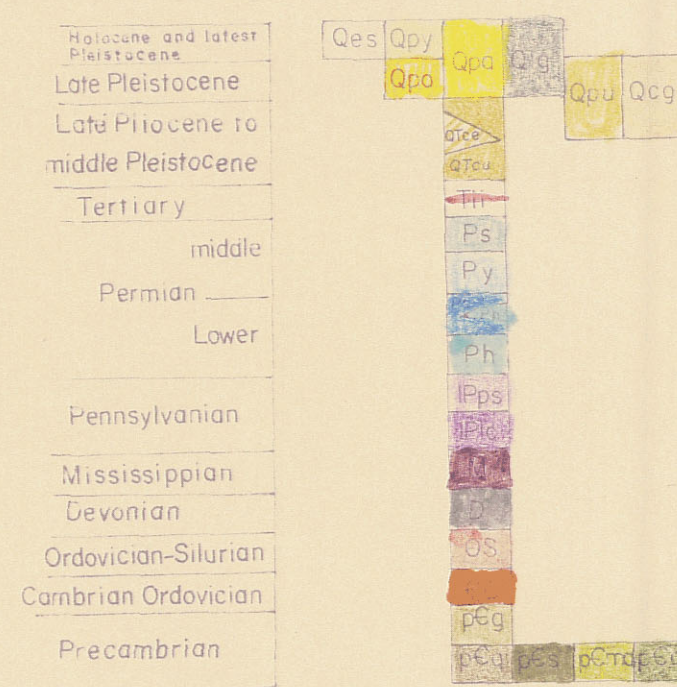 Holocene and latest Qes Qpy Qpa
Pleistocene
Late Pleistocene Qpo Qpu Qcg
Late Pliocene to QTce
middle Pleistocene QTcu
Tertiary
middle Ps
Py
Permian
Lower
Ph
IPps
Pennsylvanian
IPlc
Mississippian M
Devonian D
Ordovician-Silurian OS
Cambrian Ordovician
p€g
Precambrian p€q p€s